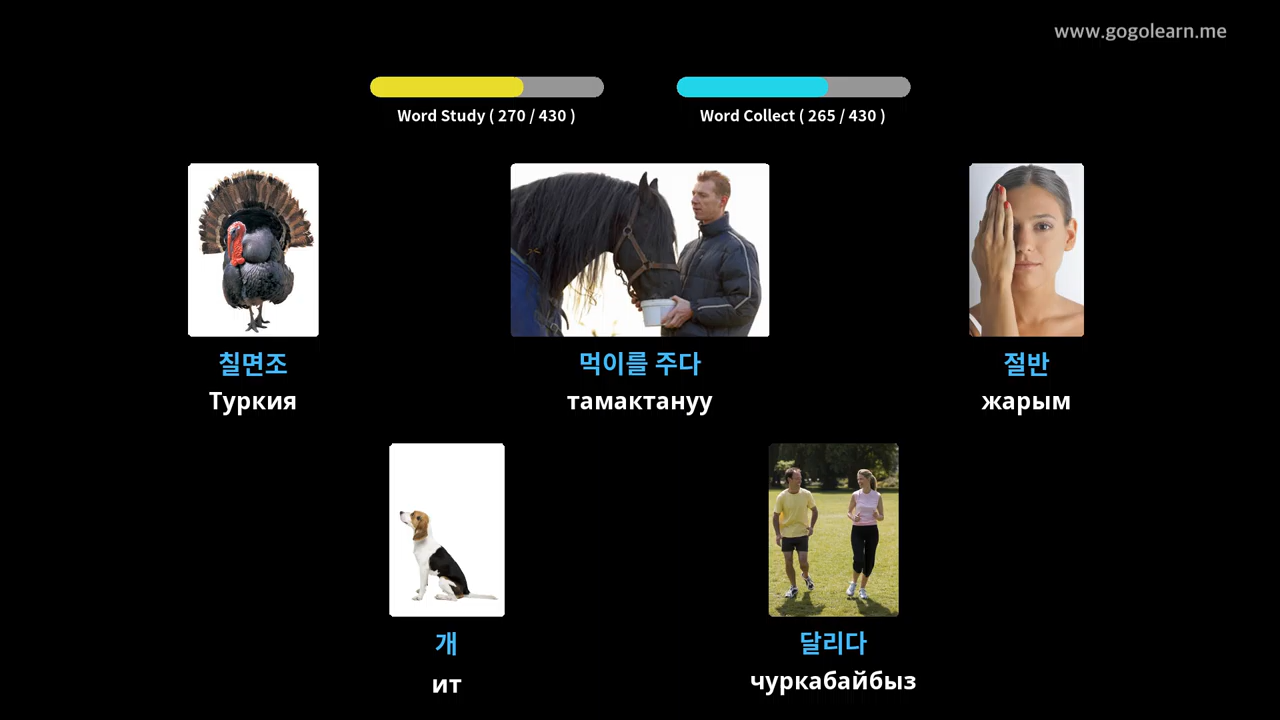 www.gogolearn.me
Word Study ( 270 / 430 )
Word Collect ( 265 / 430 )
칠면조
Туркия
먹이를 주다
тамактануу
절반
жарым
개
ит
달리다
чуркабайбыз